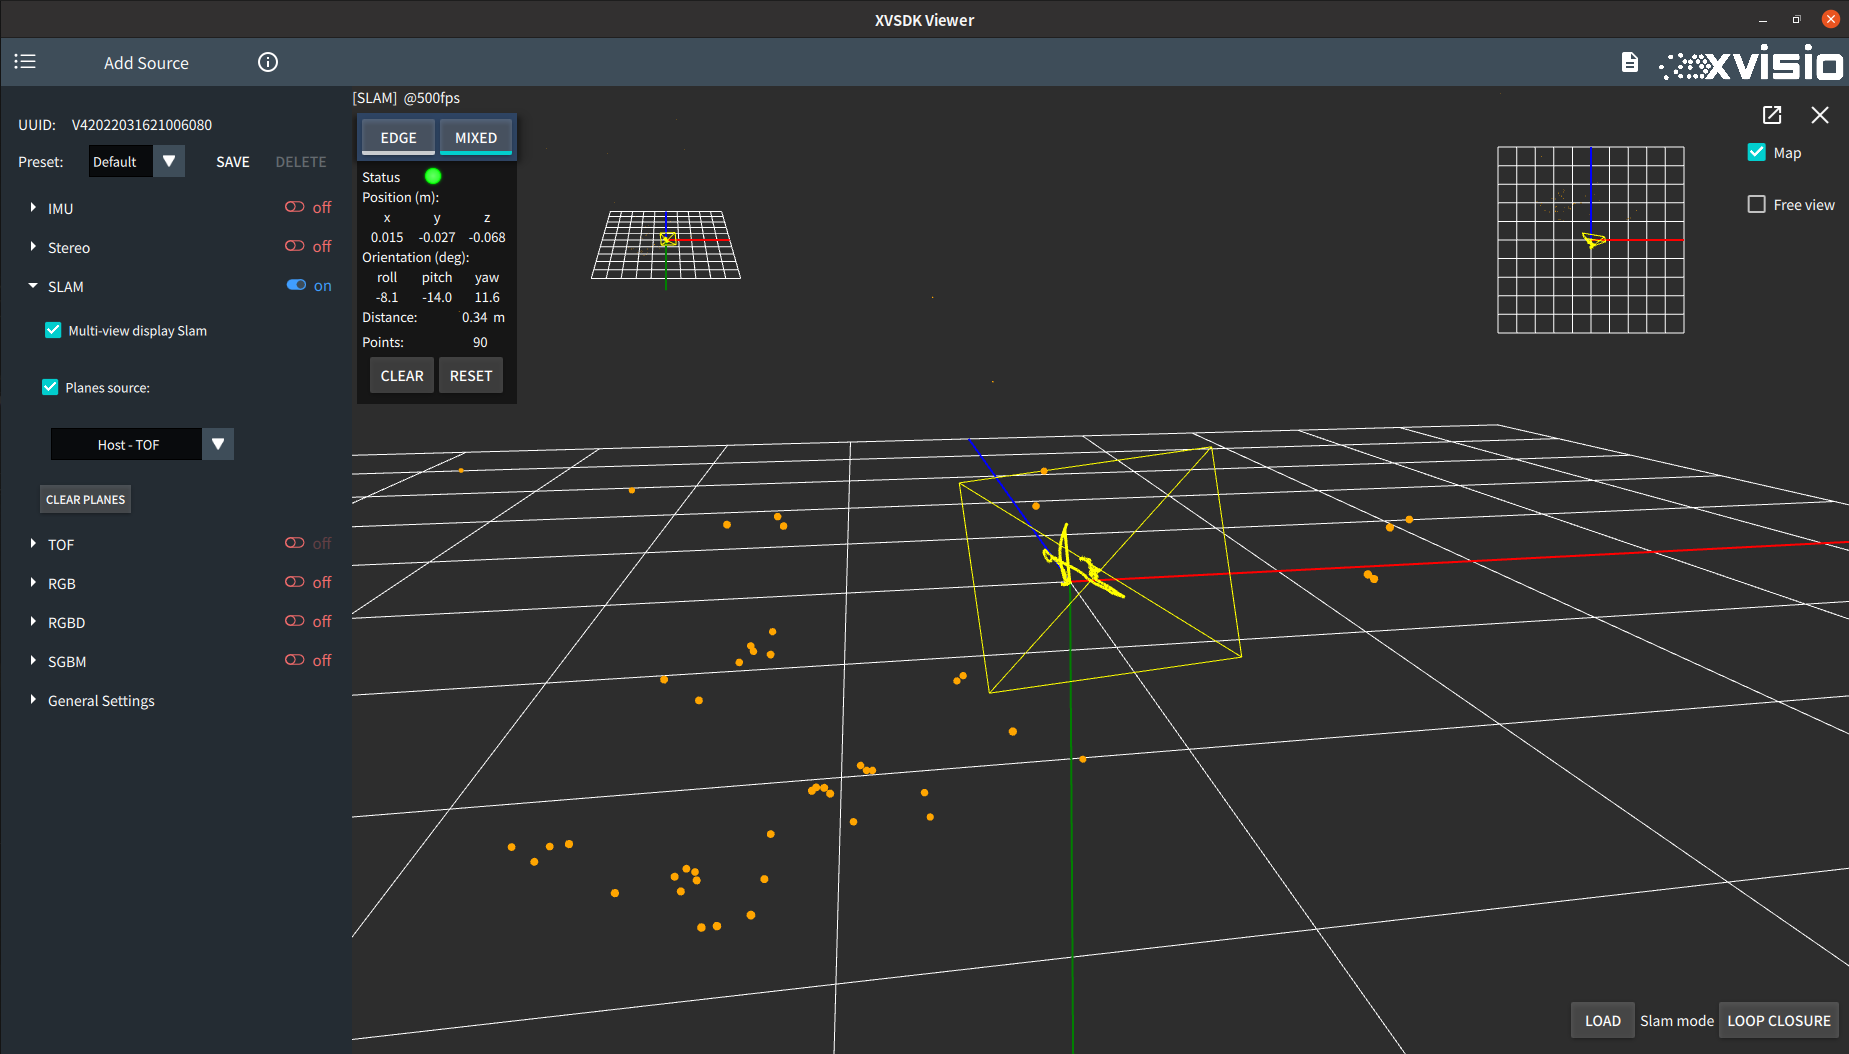 XVSDK Viewer
Add Source
xvisio
UUID: V42022031621006080
Preset: Default SAVE DELETE
IMU off
Stereo off
SLAM on
Multi-view display Slam
Planes source:
Host - TOF
CLEAR PLANES
TOF off
RGB off
RGBD off
SGBM off
General Settings
[SLAM] @500fps
EDGE MIXED
Status
Position (m):
x y z
0.015 -0.027 -0.068
Orientation (deg):
roll pitch yaw
-8.1 -14.0 11.6
Distance: 0.34 m
Points: 90
CLEAR RESET
Map
Free view
LOAD Slam mode LOOP CLOSURE